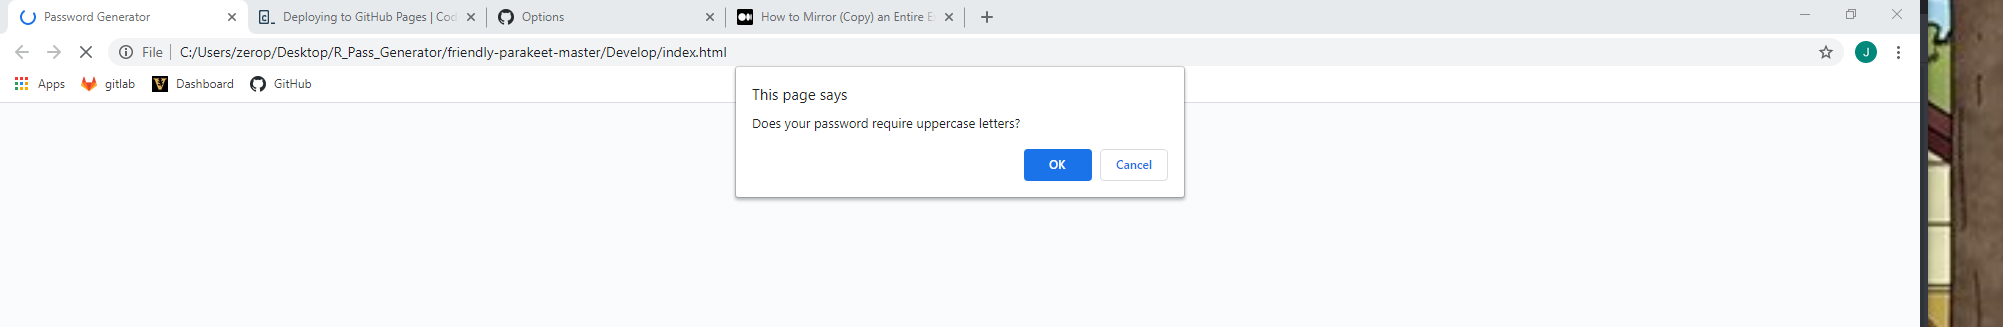 Password Generator
Deploying to GitHub Pages | Cod
Options
How to Mirror (Copy) an Entire E
File
C:/Users/zerop/Desktop/R_Pass_Generator/friendly-parakeet-master/Develop/index.html
J
Apps
gitlab
Dashboard
GitHub
This page says
Does your password require uppercase letters?
OK
Cancel